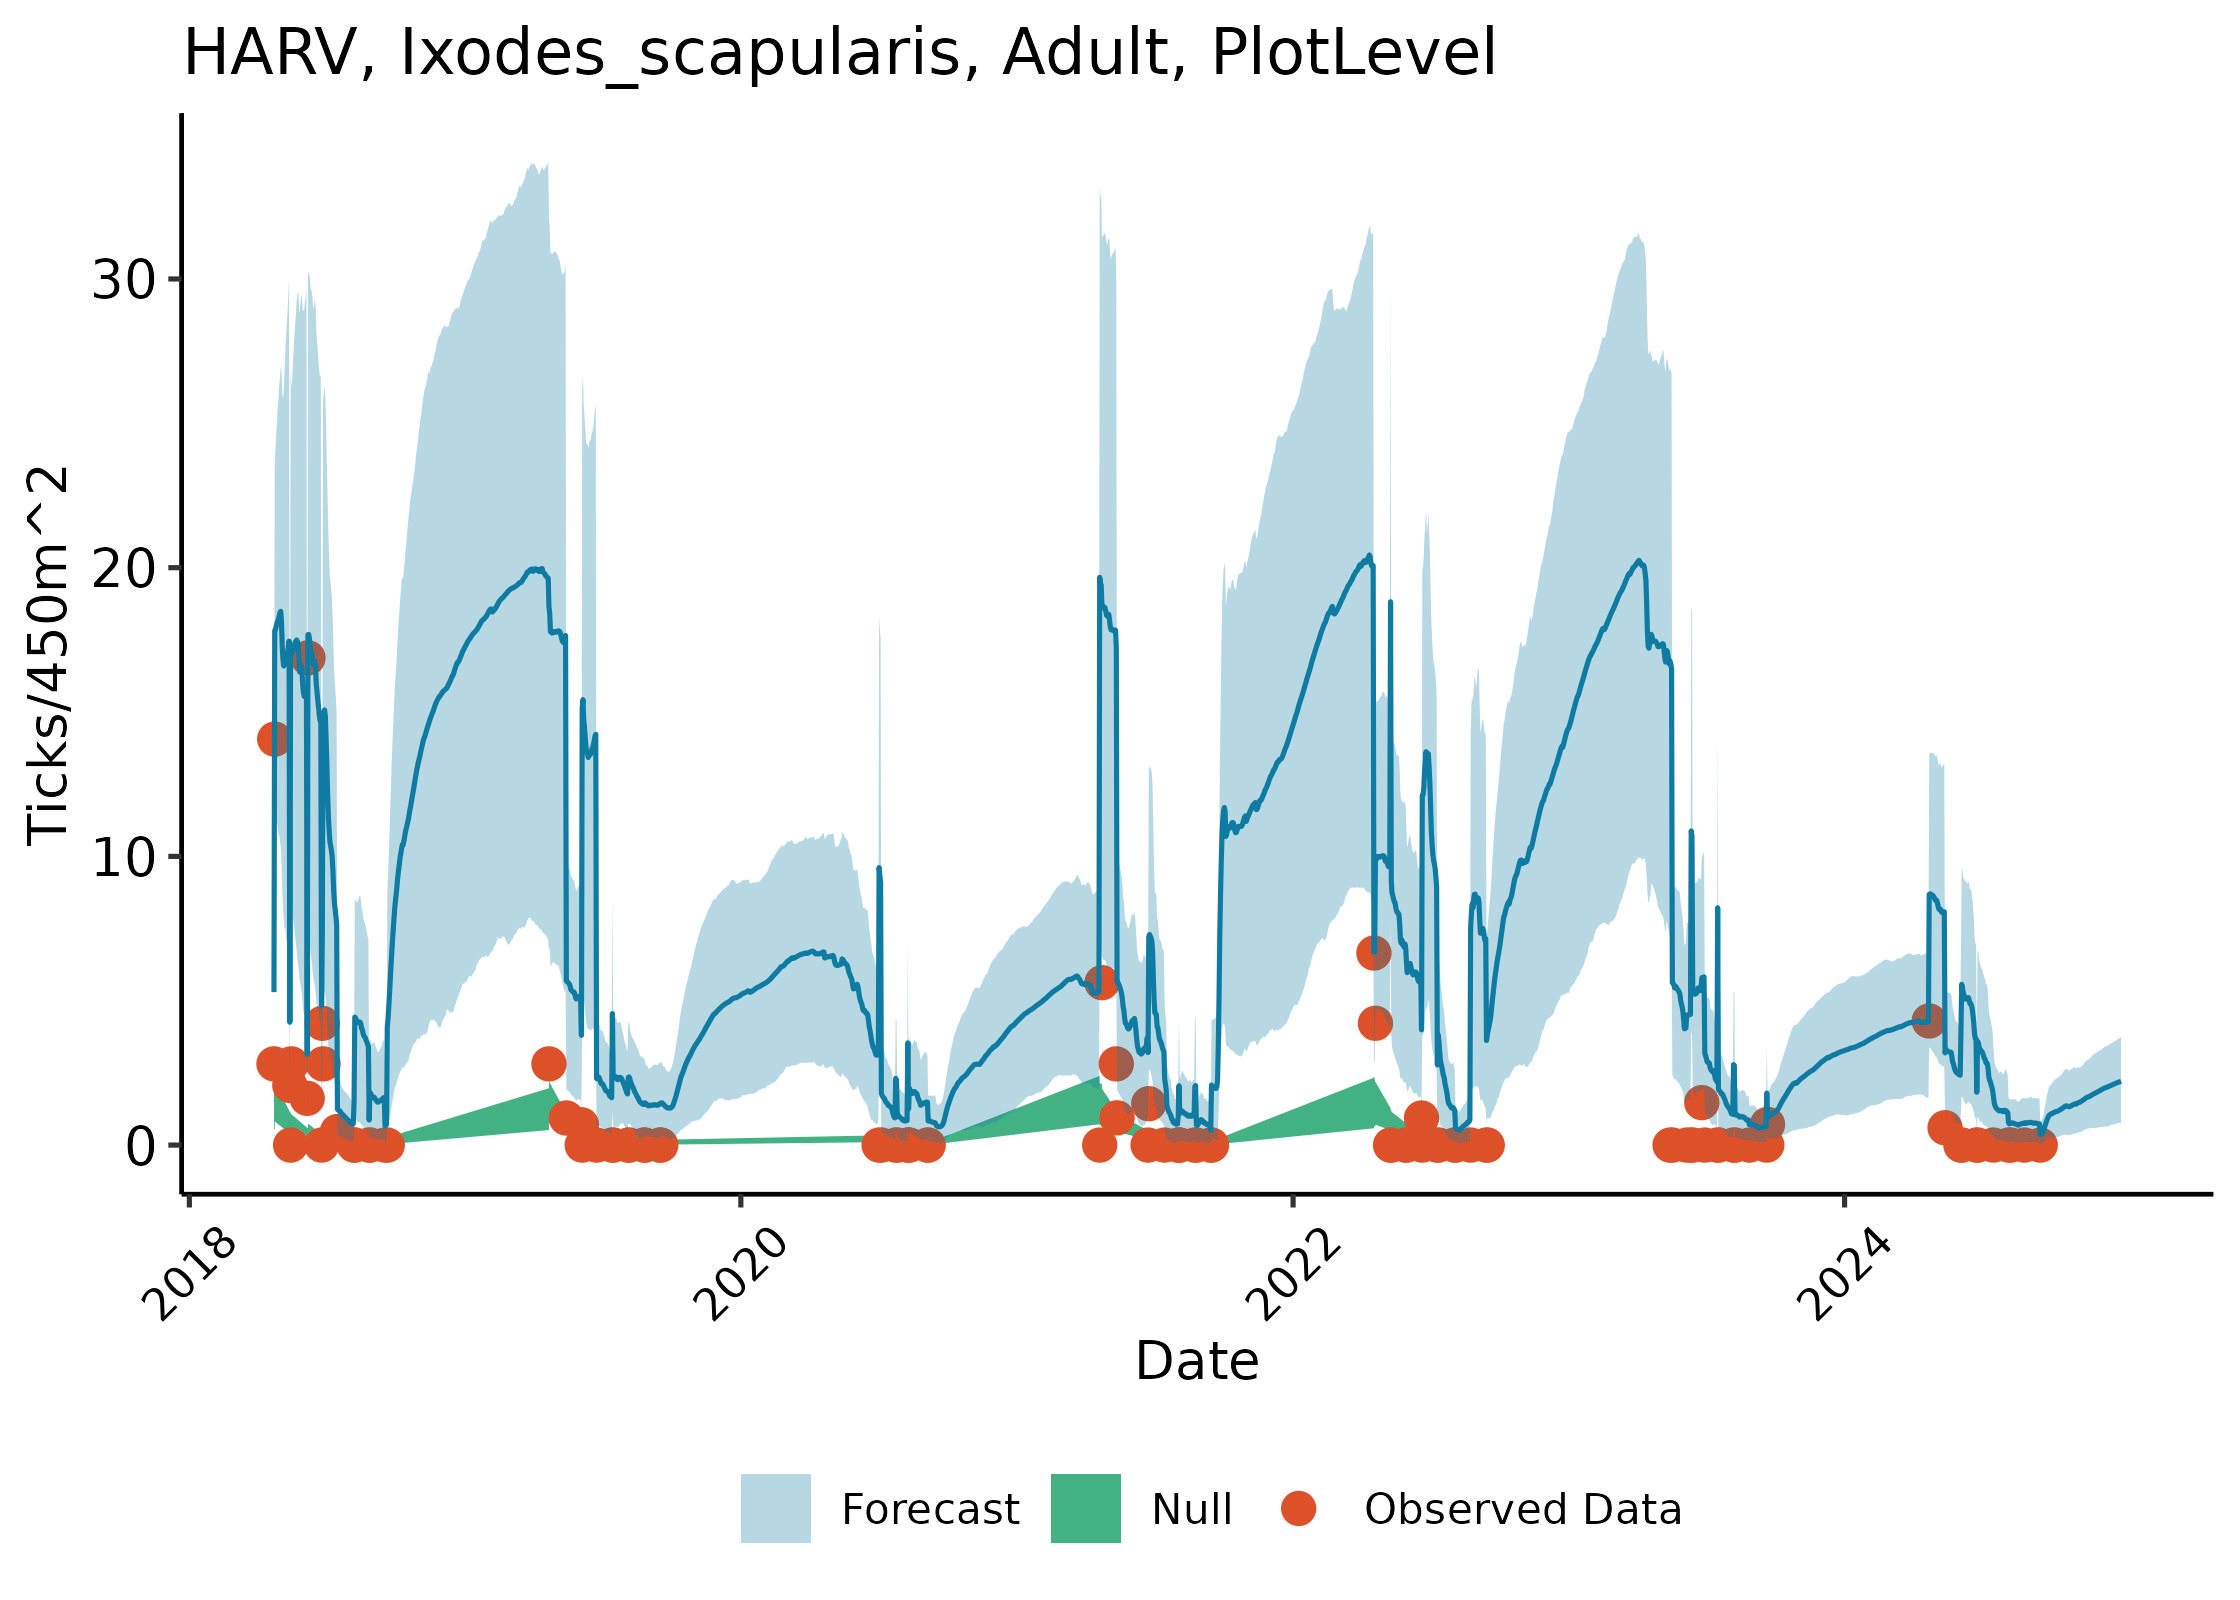 HARV, Ixodes_scapularis, Adult, PlotLevel
Ticks/450m^2
30
20
10
0
2018
2020
2022
2024
Date
Forecast
Null
Observed Data